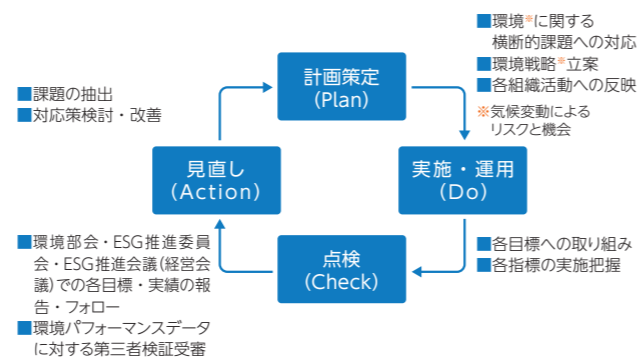 計画策定
(Plan)
■環境※に関する
横断的課題への対応
■環境戦略※立案
■各組織活動への反映
※気候変動による
リスクと機会
実施・運用
(Do)
■各目標への取り組み
■各指標の実施把握
点検
(Check)
■環境部会・ESG推進委員
会・ESG推進会議(経営会
議)での各目標・実績の報
告・フォロー
■環境パフォーマンスデータ
に対する第三者検証受審
見直し
(Action)
■課題の抽出
■対応策検討・改善